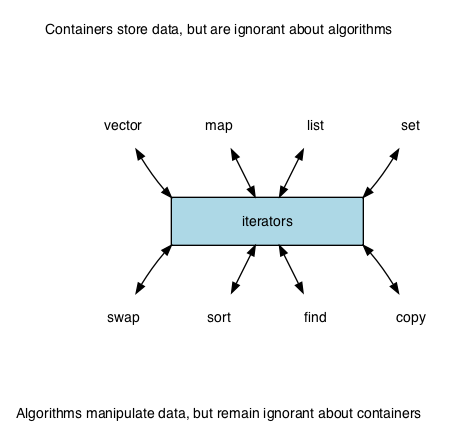 Containers store data, but are ignorant about algorithms
vector map list set
iterators
swap sort find copy
Algorithms manipulate data, but remain ignorant about containers